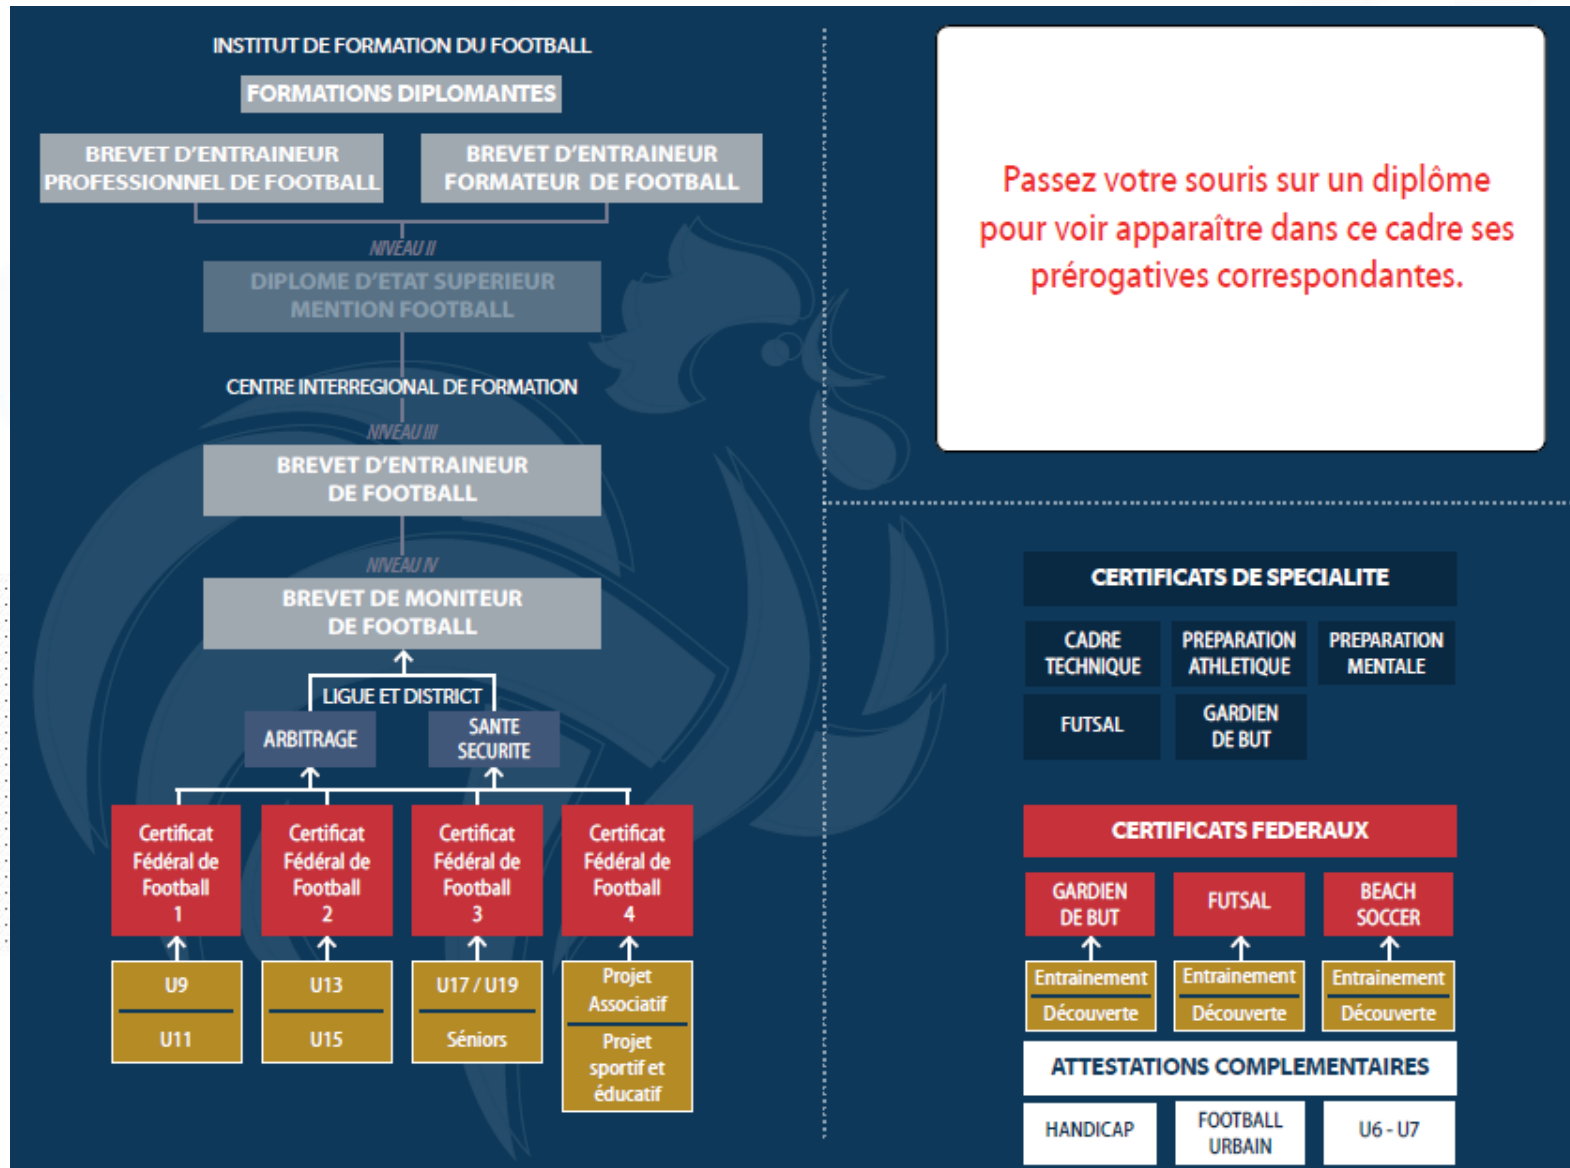 INSTITUT DE FORMATION DU FOOTBALL
FORMATIONS DIPLOMANTES
BREVET D'ENTRAINEUR
PROFESSIONNEL DE FOOTBALL
BREVET D'ENTRAINEUR
FORMATEUR DE FOOTBALL
NIVEAU II
DIPLOME D'ETAT SUPERIEUR
MENTION FOOTBALL
CENTRE INTERREGIONAL DE FORMATION
NIVEAU III
BREVET D'ENTRAINEUR
DE FOOTBALL
NIVEAU IV
BREVET DE MONITEUR
DE FOOTBALL
LIGUE ET DISTRICT
ARBITRAGE
SANTE
SECURITE
Certificat
Fédéral de
Football
1
Certificat
Fédéral de
Football
2
Certificat
Fédéral de
Football
3
Certificat
Fédéral de
Football
4
U9
U11
U13
U15
U17 / U19
Séniors
Projet
Associatif
Projet
sportif et
éducatif
Passez votre souris sur un diplôme
pour voir apparaître dans ce cadre ses
prérogatives correspondantes.
CERTIFICATS DE SPECIALITE
CADRE
TECHNIQUE
PREPARATION
ATHLETIQUE
PREPARATION
MENTALE
FUTSAL
GARDIEN
DE BUT
CERTIFICATS FEDERAUX
GARDIEN
DE BUT
FUTSAL
BEACH
SOCCER
Entrainement
Découverte
Entrainement
Découverte
Entrainement
Découverte
ATTESTATIONS COMPLEMENTAIRES
HANDICAP
FOOTBALL
URBAIN
U6 - U7